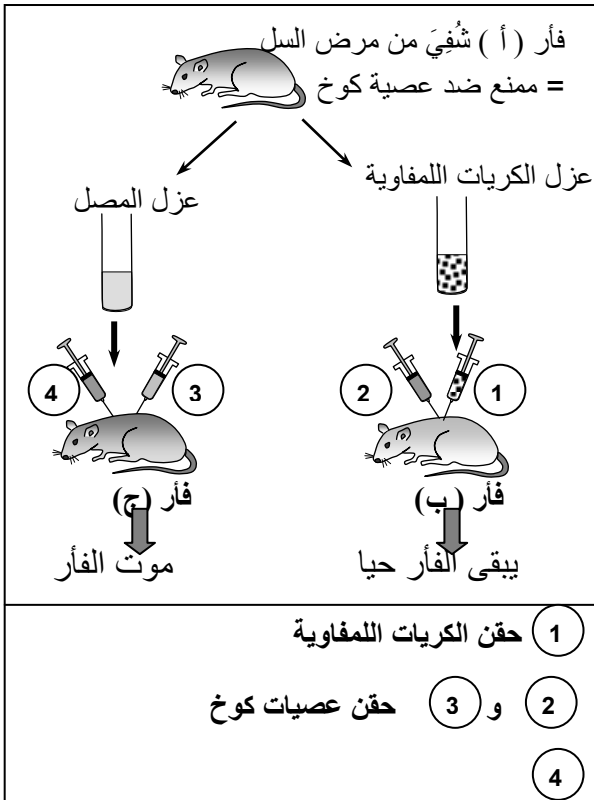 فأر ( أ ) شُفِيَ من مرض السل
= ممنع ضد عصية كوخ
عزل الكريات اللمفاوية
عزل المصل
1
2
3
4
فأر ( ب)
فأر (ج)
يبقى الفأر حيا
موت الفأر
1 حقن الكريات اللمفاوية
2 و 3 حقن عصيات كوخ
4